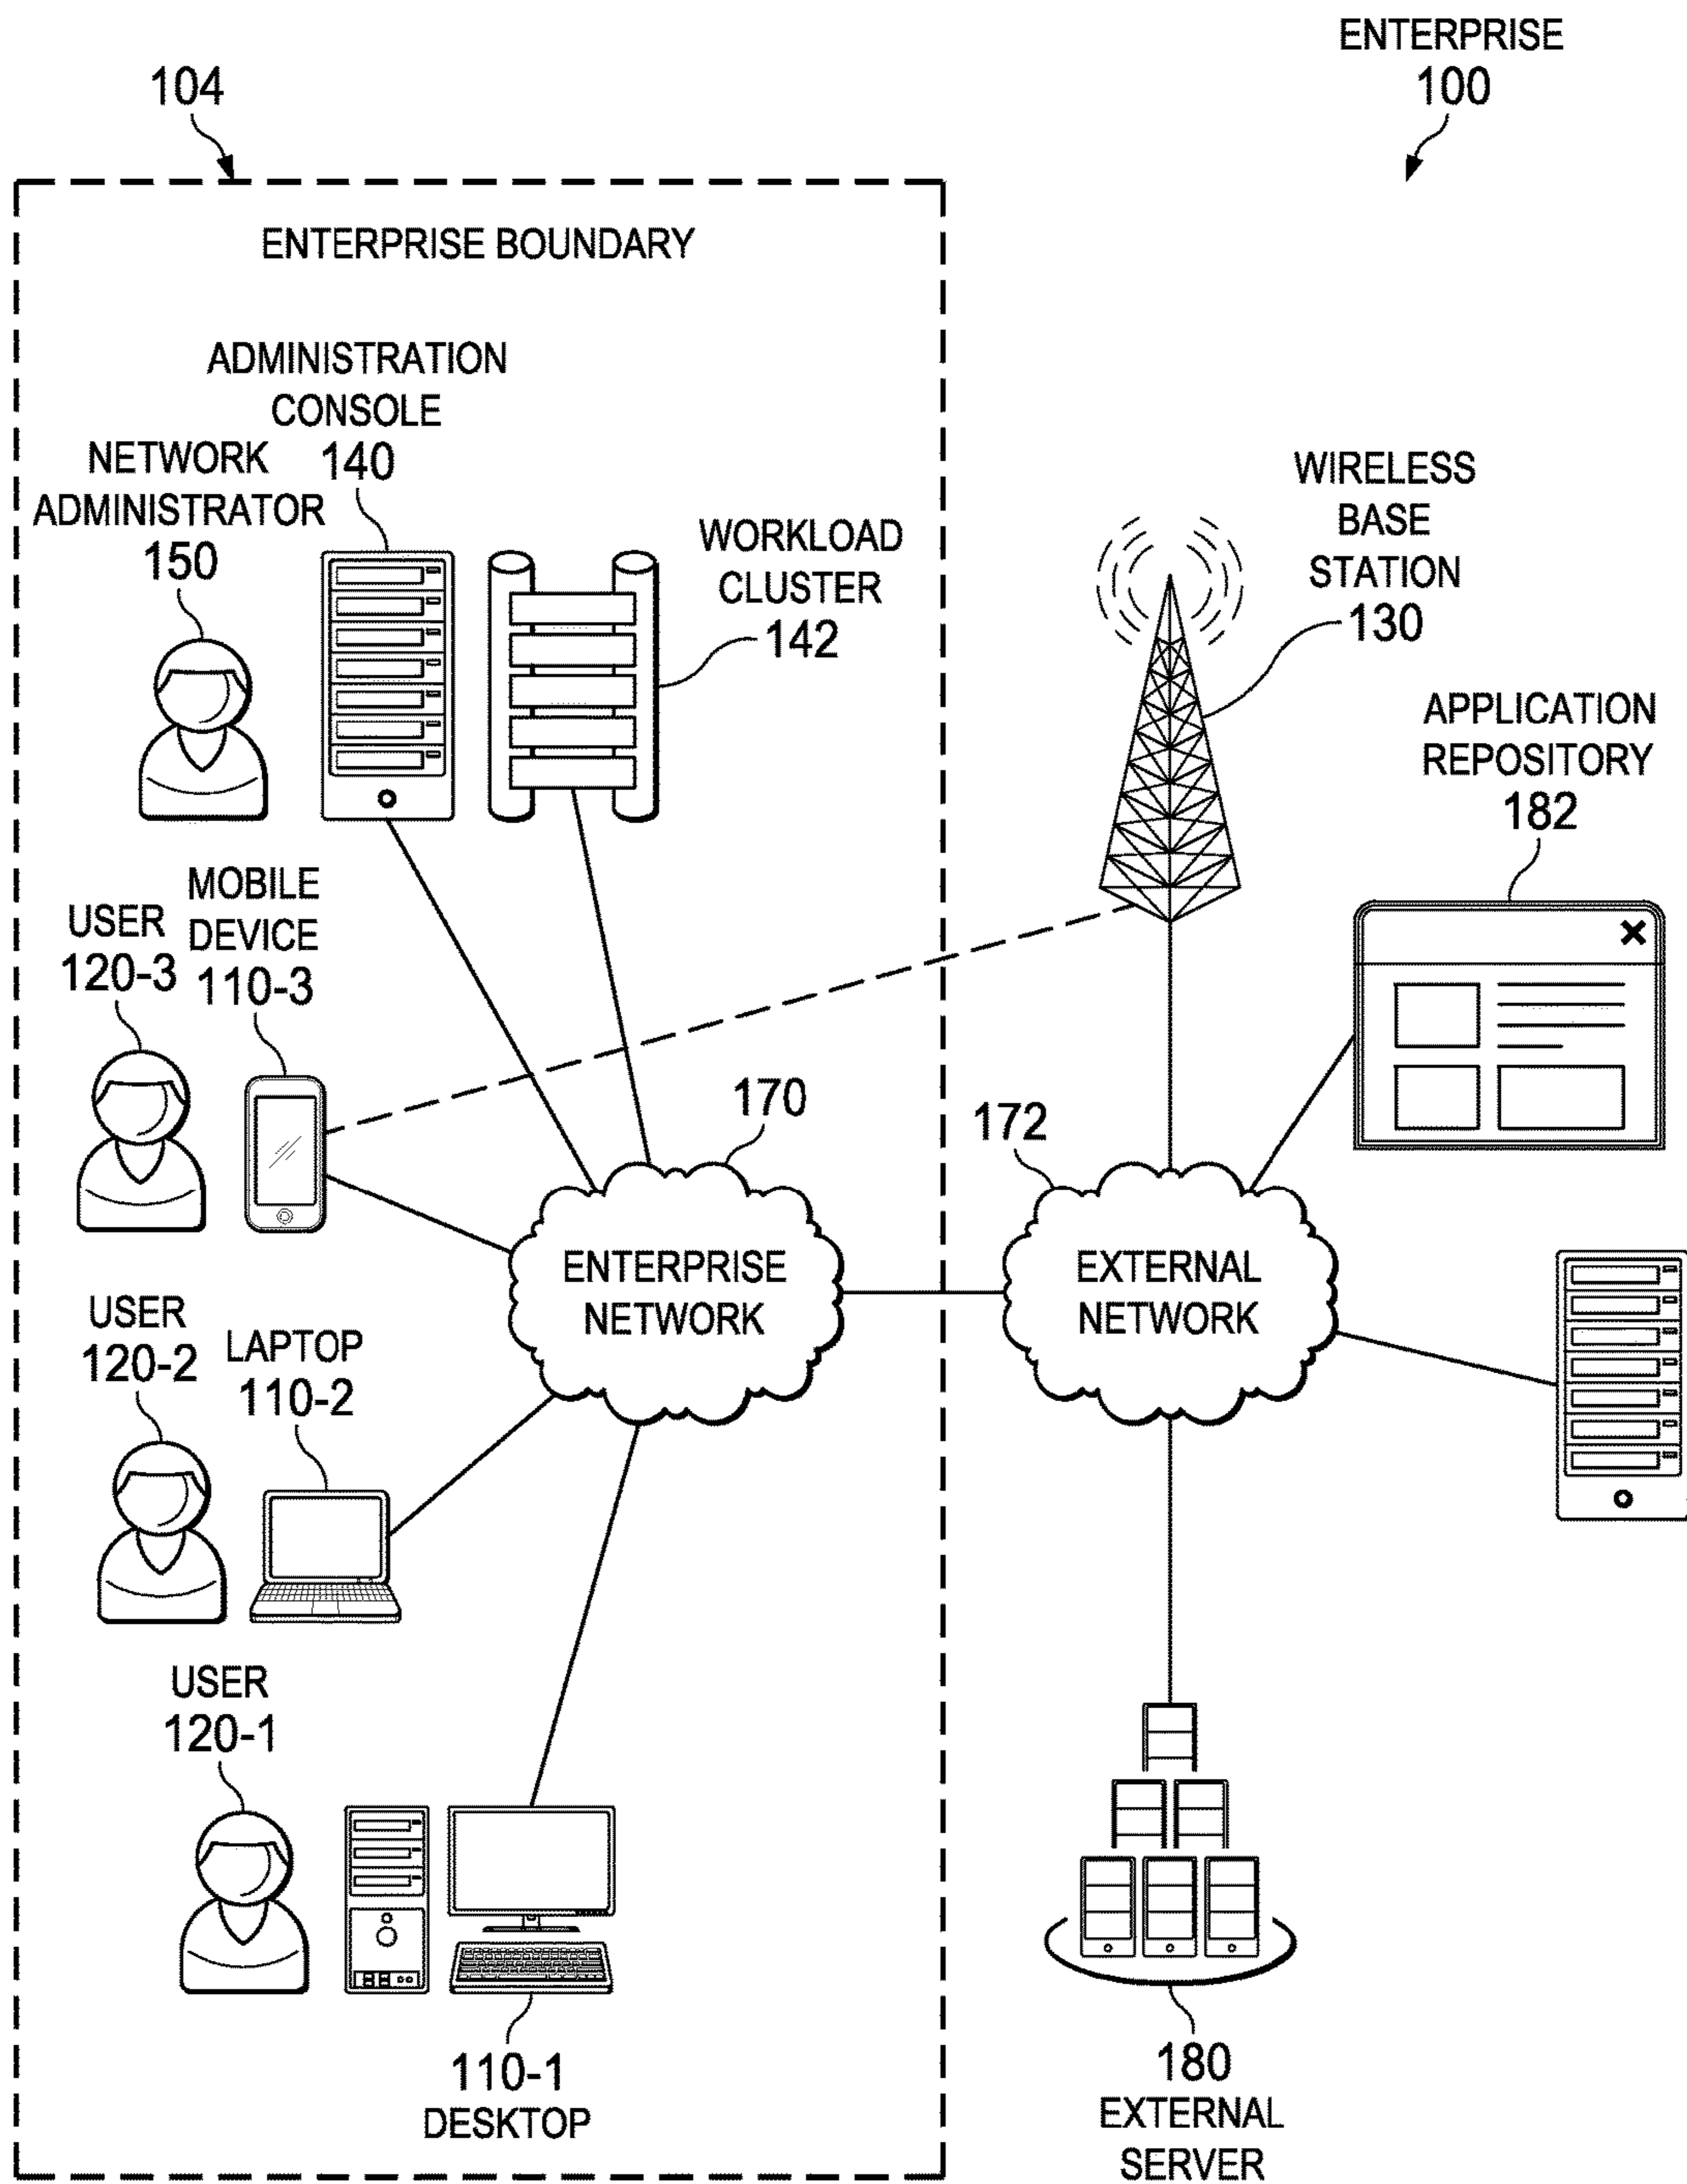 ENTERPRISE
100
104
ENTERPRISE BOUNDARY
ADMINISTRATION
CONSOLE
140
NETWORK
ADMINISTRATOR
150
WORKLOAD
CLUSTER
142
WIRELESS
BASE
STATION
130
APPLICATION
REPOSITORY
182
MOBILE
DEVICE
110-3
USER
120-3
170
172
ENTERPRISE
NETWORK
EXTERNAL
NETWORK
USER
120-2
LAPTOP
110-2
USER
120-1
110-1
DESKTOP
180
EXTERNAL
SERVER